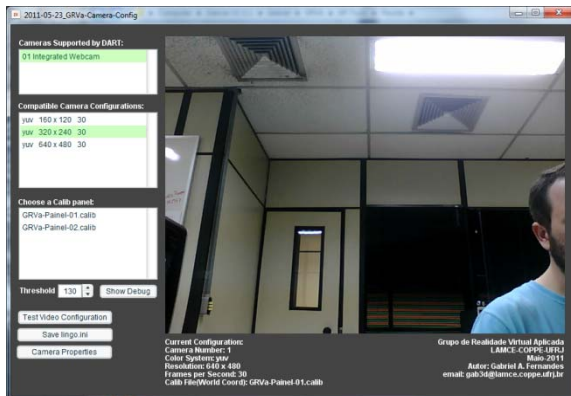 2011-05-23_GRVa-Camera-Config
Cameras Supported by DART:
01 Integrated Webcam
Compatible Camera Configurations:
yuv 160 x 120 30
yuv 320 x 240 30
yuv 640 x 480 30
Choose a Calib panel:
GRVa-Painel-01.calib
GRVa-Painel-02.calib
Threshold 130 Show Debug
Test Video Configuration
Save lingo.ini
Camera Properties
Current Configuration:
Camera Number: 1
Color System: yuv
Resolution: 640 x 480
Frames per Second: 30
Calib File(World Coord): GRVa-Painel-01.calib
Grupo de Realidade Virtual Aplicada
LAMCE-COPPE-UFRJ
Maio-2011
Autor: Gabriel A. Fernandes
email: gab3d@lamce.coppe.ufrj.br